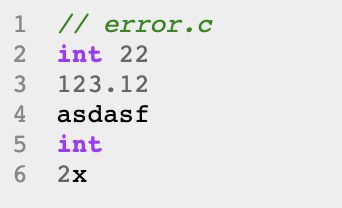 1 // error.c
2 int 22
3 123.12
4 asdasf
5 int
6 2x